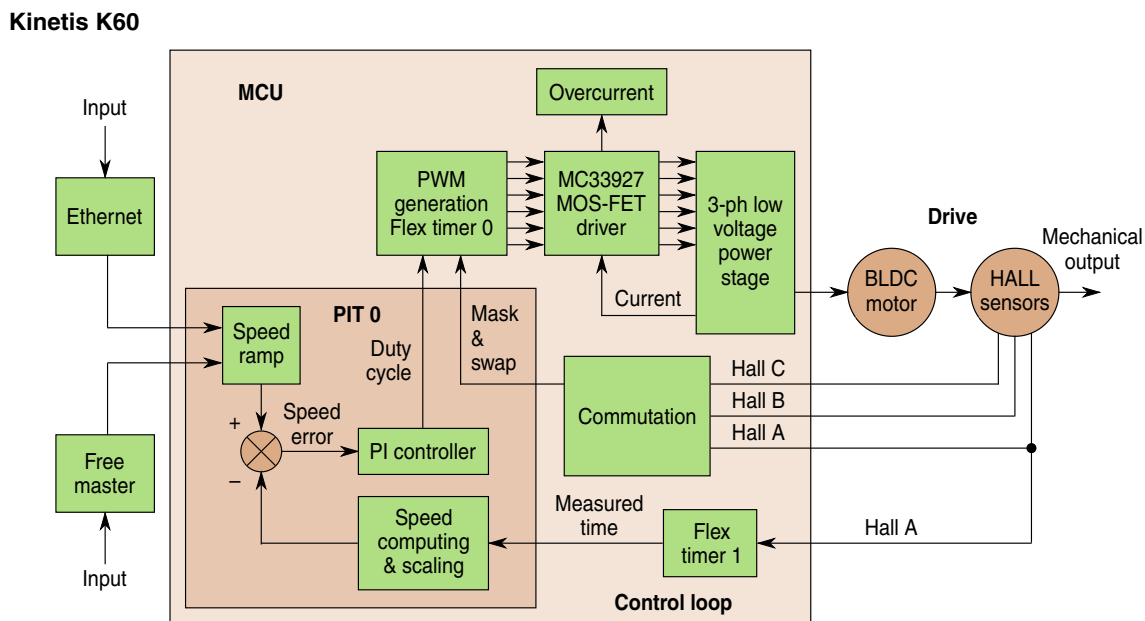 Kinetis K60
MCU
Input
Ethernet
Overcurrent
PWM
generation
Flex timer 0
MC33927
MOS-FET
driver
3-ph low
voltage
power
stage
Drive
Mechanical
output
BLDC
motor
HALL
sensors
Current
PIT 0
Speed
ramp
Duty
cycle
Mask
&
swap
Commutation
Hall C
Hall B
Hall A
+
Speed
error
−
PI controller
Free
master
Input
Speed
computing
& scaling
Measured
time
Flex
timer 1
Hall A
Control loop